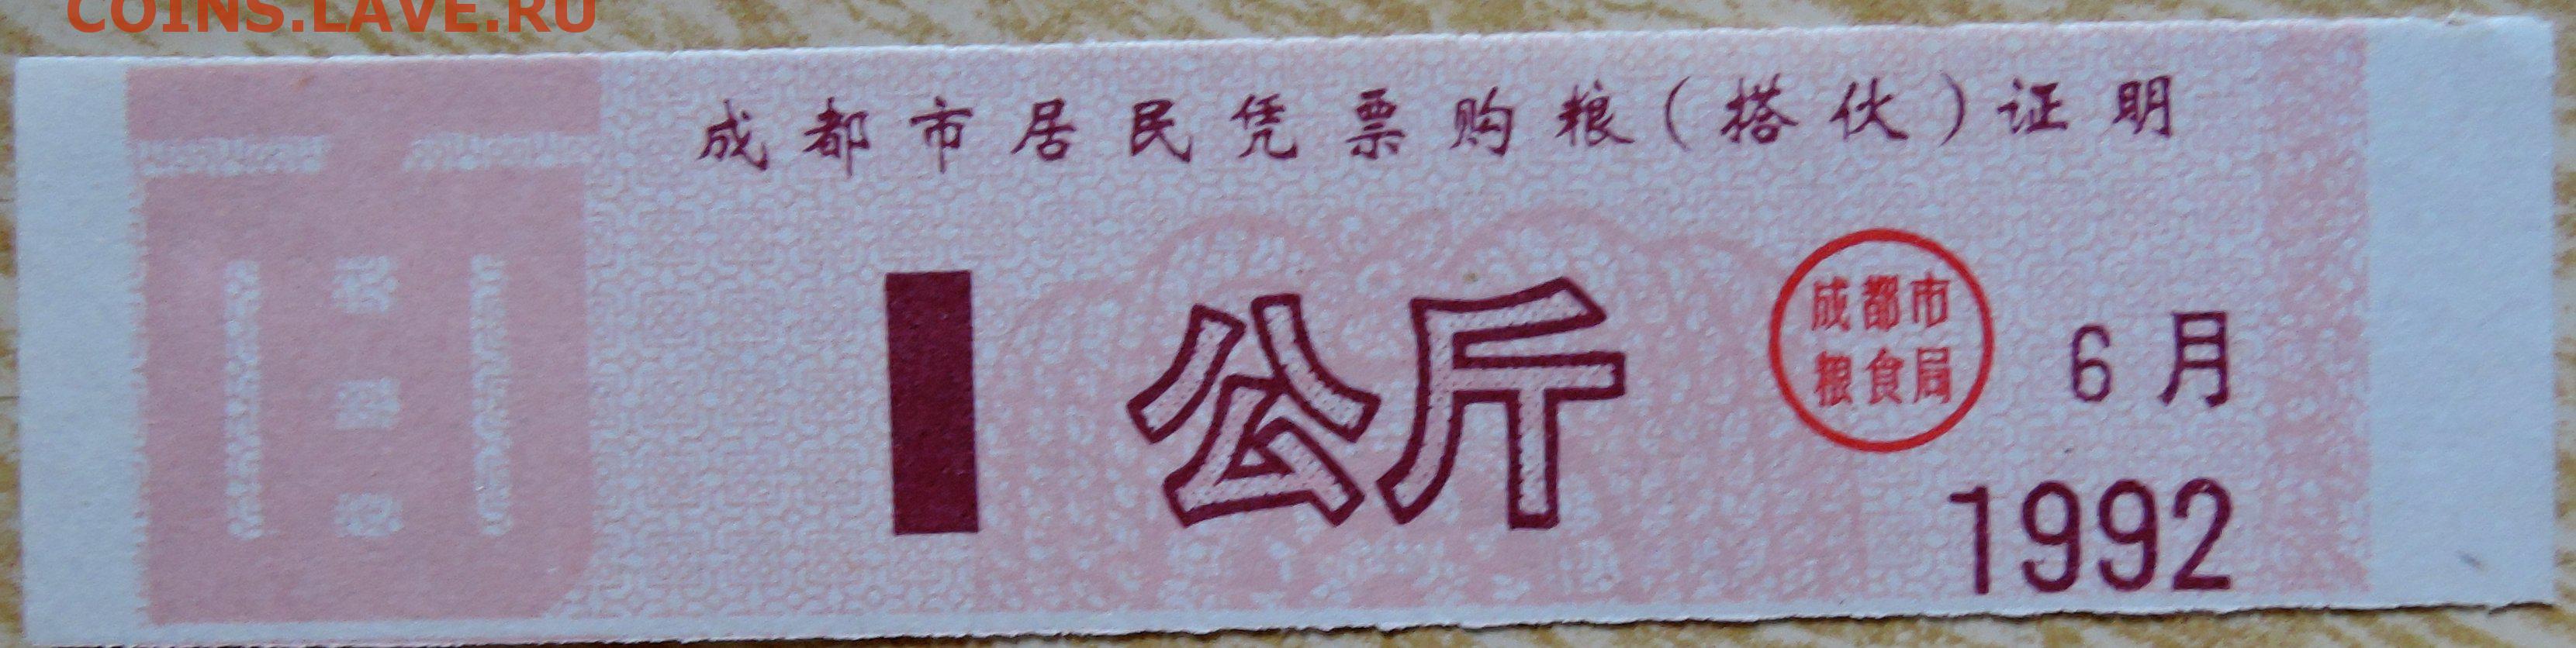 COINS.LAVE.RU
成都市居民凭票购粮(搭伙)证明
1 公斤
成都市
粮食局
6月
1992